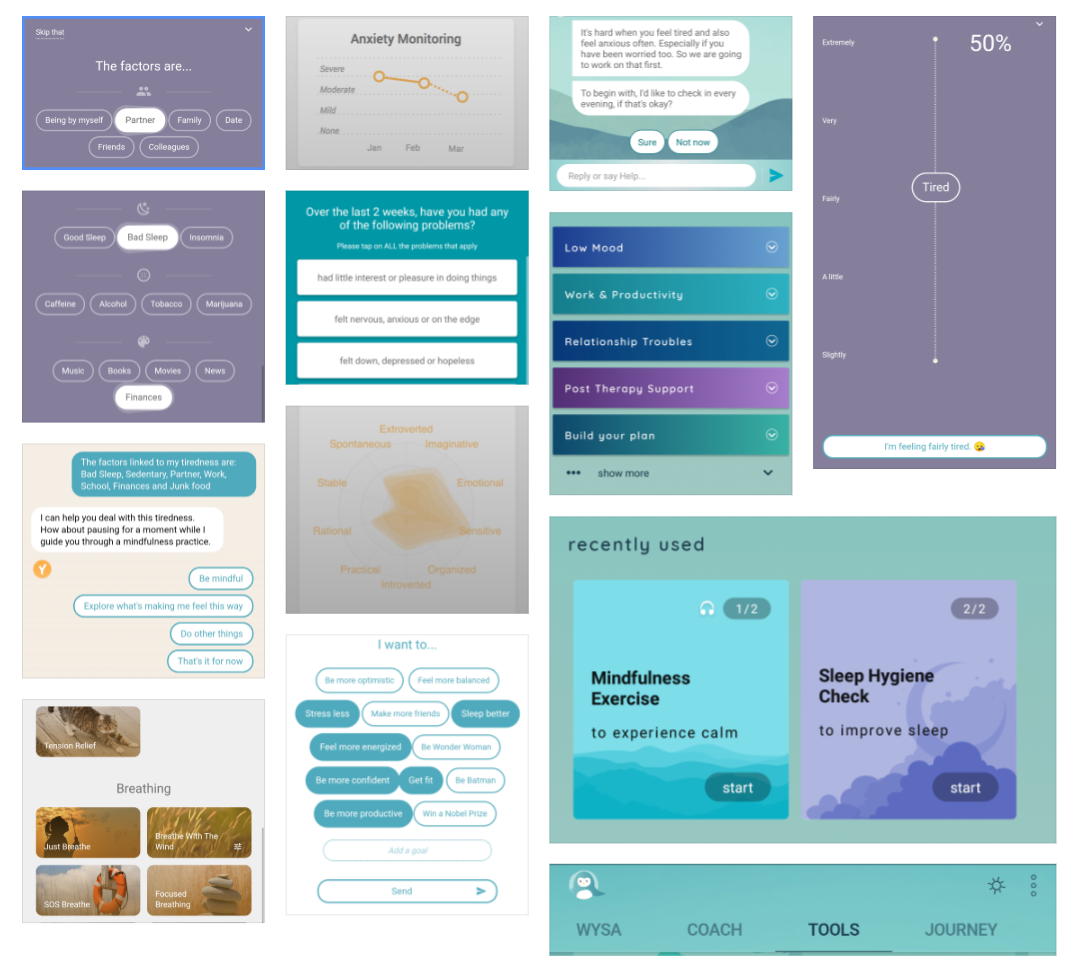 Skip that
The factors are...
Being by myself
Partner
Family
Date
Friends
Colleagues
Good Sleep
Bad Sleep
Insomnia
Caffeine
Alcohol
Tobacco
Marijuana
Music
Books
Movies
News
Finances
The factors linked to my tiredness are:
Bad Sleep, Sedentary, Partner, Work,
School, Finances and Junk food
I can help you deal with this tiredness.
How about pausing for a moment while I
guide you through a mindfulness practice.
Y
Be mindful
Explore what's making me feel this way
Do other things
That's it for now
Tension Relief
Breathing
Just Breathe
Breathe With The
Wind
SOS Breathe
Focused
Breathing
Anxiety Monitoring
Severe
Moderate
Mild
None
Jan Feb Mar
Over the last 2 weeks, have you had any
of the following problems?
Please tap on ALL the problems that apply
had little interest or pleasure in doing things
felt nervous, anxious or on the edge
felt down, depressed or hopeless
Extroverted
Spontaneous
Imaginative
Stable
Emotional
Rational
Sensitive
Practical
Organized
Introverted
I want to...
Be more optimistic
Feel more balanced
Stress less
Make more friends
Sleep better
Feel more energized
Be Wonder Woman
Be more confident
Get fit
Be Batman
Be more productive
Win a Nobel Prize
Add a goal
Send
It's hard when you feel tired and also
feel anxious often. Especially if you
have been worried too. So we are going
to work on that first.
To begin with, I'd like to check in every
evening, if that's okay?
Sure
Not now
Reply or say Help...
Low Mood
Work & Productivity
Relationship Troubles
Post Therapy Support
Build your plan
show more
Extremely
50%
Very
Fairly
Tired
A little
Slightly
I'm feeling fairly tired. 😪
recently used
1/2
Mindfulness
Exercise
to experience calm
start
2/2
Sleep Hygiene
Check
to improve sleep
start
WYSA COACH TOOLS JOURNEY